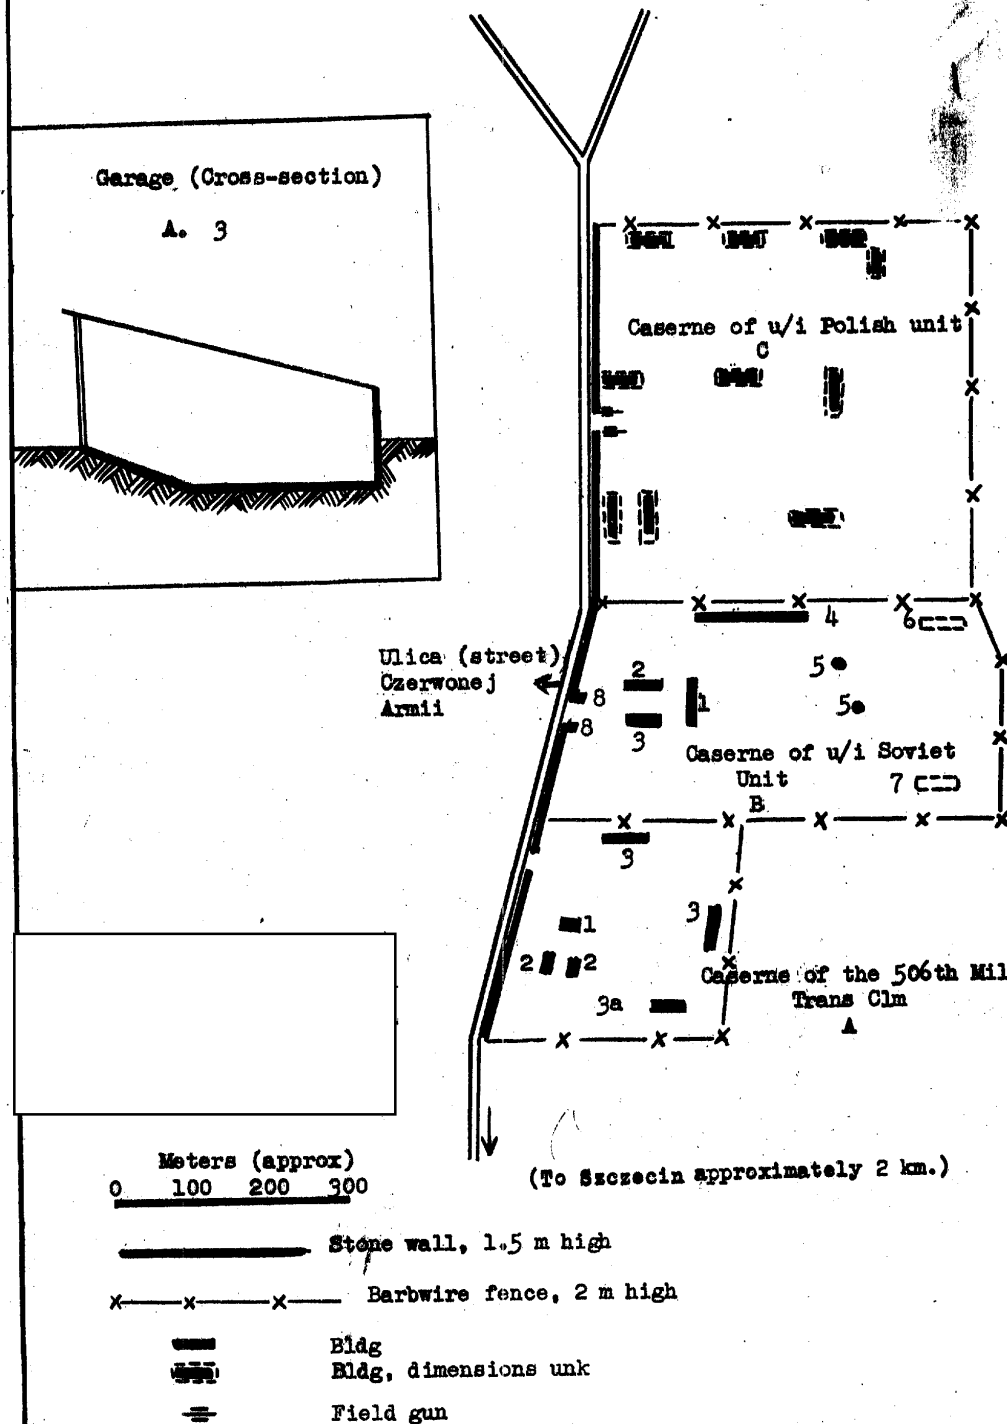 Garage (Cross-section)
A. 3
Caserne of u/i Polish unit
C
4
6
Ulica (street)
Czerwonej
Armii
5
2
8
1
5
8
3
Caserne of u/i Soviet
Unit
7
B
3
3
1
2
2
Caserne of the 506th Mil
3a
Trans Clm
A
Meters (approx)
0 100 200 300
(To Szczecin approximately 2 km.)
Stone wall, 1.5 m high
Barbwire fence, 2 m high
Bldg
Bldg, dimensions unk
Field gun